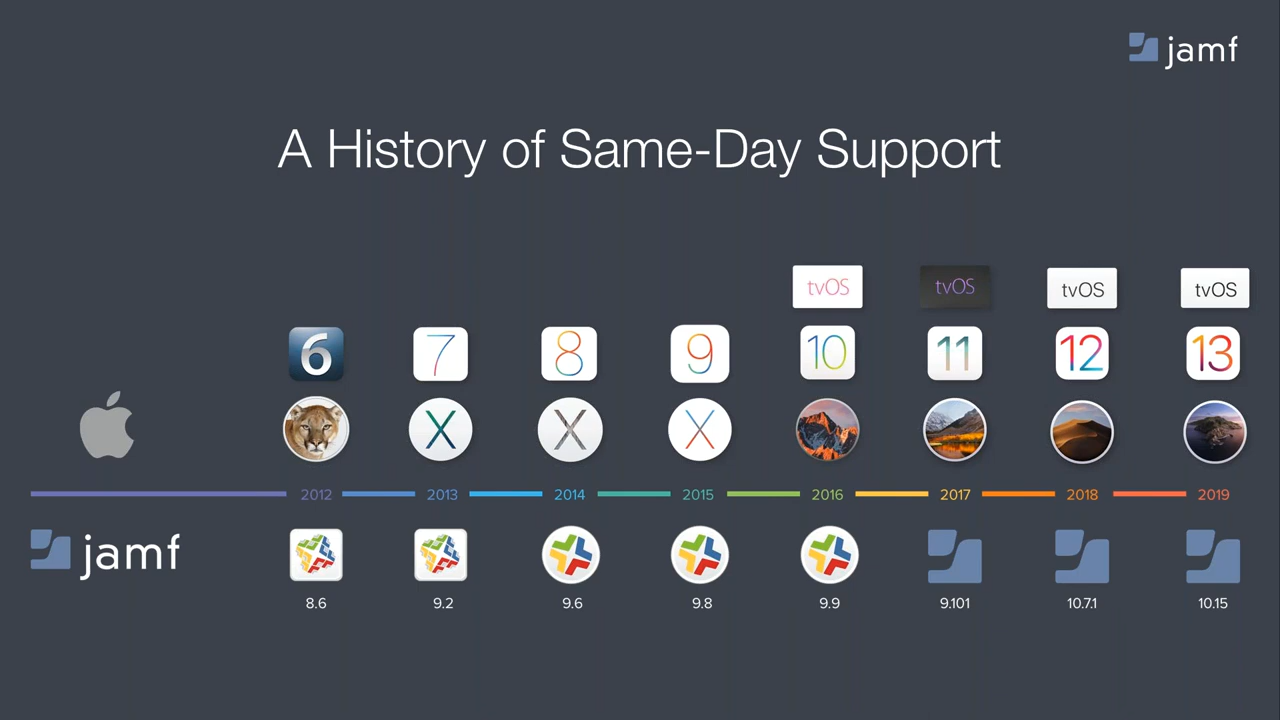 jamf
A History of Same-Day Support
tvOS tvOS tvOS tvOS
6 7 8 9 10 11 12 13
X X X
2012 2013 2014 2015 2016 2017 2018 2019
jamf
8.6 9.2 9.6 9.8 9.9 9.101 10.7.1 10.15